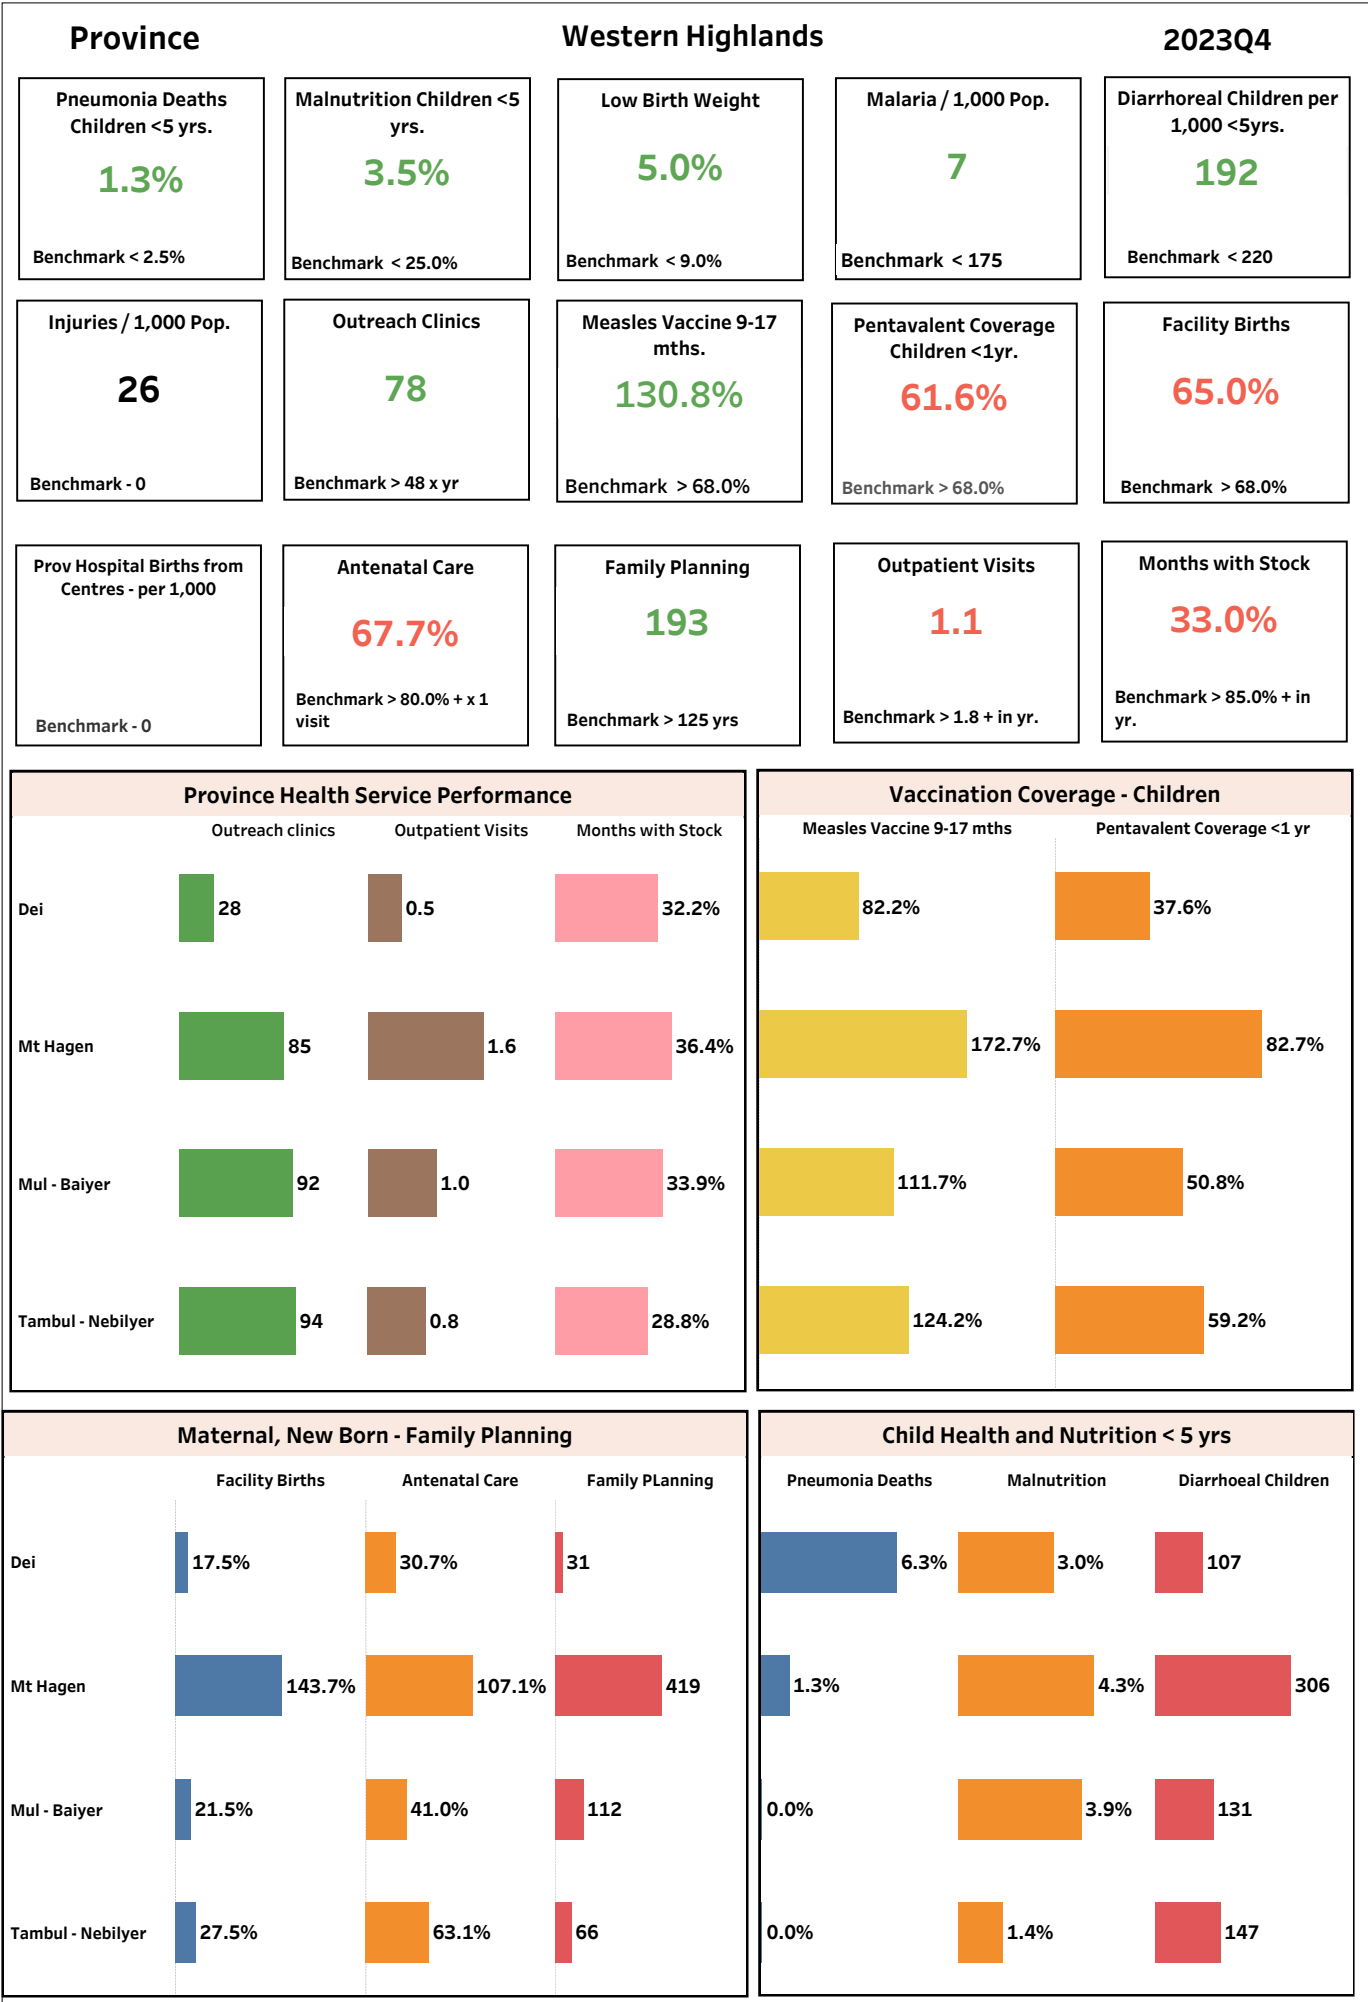 Province
Western Highlands
2023Q4
Pneumonia Deaths
Children <5 yrs.
1.3%
Benchmark < 2.5%
Malnutrition Children <5
yrs.
3.5%
Benchmark < 25.0%
Low Birth Weight
5.0%
Benchmark < 9.0%
Malaria / 1,000 Pop.
7
Benchmark < 175
Diarrhoreal Children per
1,000 <5yrs.
192
Benchmark < 220
Injuries / 1,000 Pop.
26
Benchmark - 0
Outreach Clinics
78
Benchmark > 48 x yr
Measles Vaccine 9-17
mths.
130.8%
Benchmark > 68.0%
Pentavalent Coverage
Children <1yr.
61.6%
Benchmark > 68.0%
Facility Births
65.0%
Benchmark > 68.0%
Prov Hospital Births from
Centres - per 1,000
Benchmark - 0
Antenatal Care
67.7%
Benchmark > 80.0% + x 1
visit
Family Planning
193
Benchmark > 125 yrs
Outpatient Visits
1.1
Benchmark > 1.8 + in yr.
Months with Stock
33.0%
Benchmark > 85.0% + in
yr.
Province Health Service Performance
Outreach clinics Outpatient Visits Months with Stock
Dei 28 0.5 32.2%
Mt Hagen 85 1.6 36.4%
Mul - Baiyer 92 1.0 33.9%
Tambul - Nebilyer 94 0.8 28.8%
Vaccination Coverage - Children
Measles Vaccine 9-17 mths Pentavalent Coverage <1 yr
82.2% 37.6%
172.7% 82.7%
111.7% 50.8%
124.2% 59.2%
Maternal, New Born - Family Planning
Facility Births Antenatal Care Family PLanning
Dei 17.5% 30.7% 31
Mt Hagen 143.7% 107.1% 419
Mul - Baiyer 21.5% 41.0% 112
Tambul - Nebilyer 27.5% 63.1% 66
Child Health and Nutrition < 5 yrs
Pneumonia Deaths Malnutrition Diarrhoeal Children
6.3% 3.0% 107
1.3% 4.3% 306
0.0% 3.9% 131
0.0% 1.4% 147